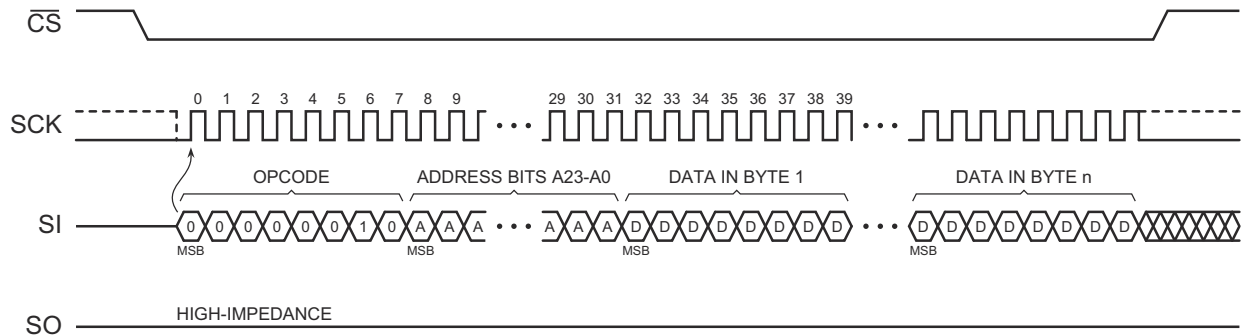 CS
0 1 2 3 4 5 6 7 8 9 29 30 31 32 33 34 35 36 37 38 39
SCK
OPCODE ADDRESS BITS A23-A0 DATA IN BYTE 1 DATA IN BYTE n
SI 0 0 0 0 0 0 1 0 A A A A A A D D D D D D D D D D D D D D D D
MSB MSB MSB MSB
HIGH-IMPEDANCE
SO